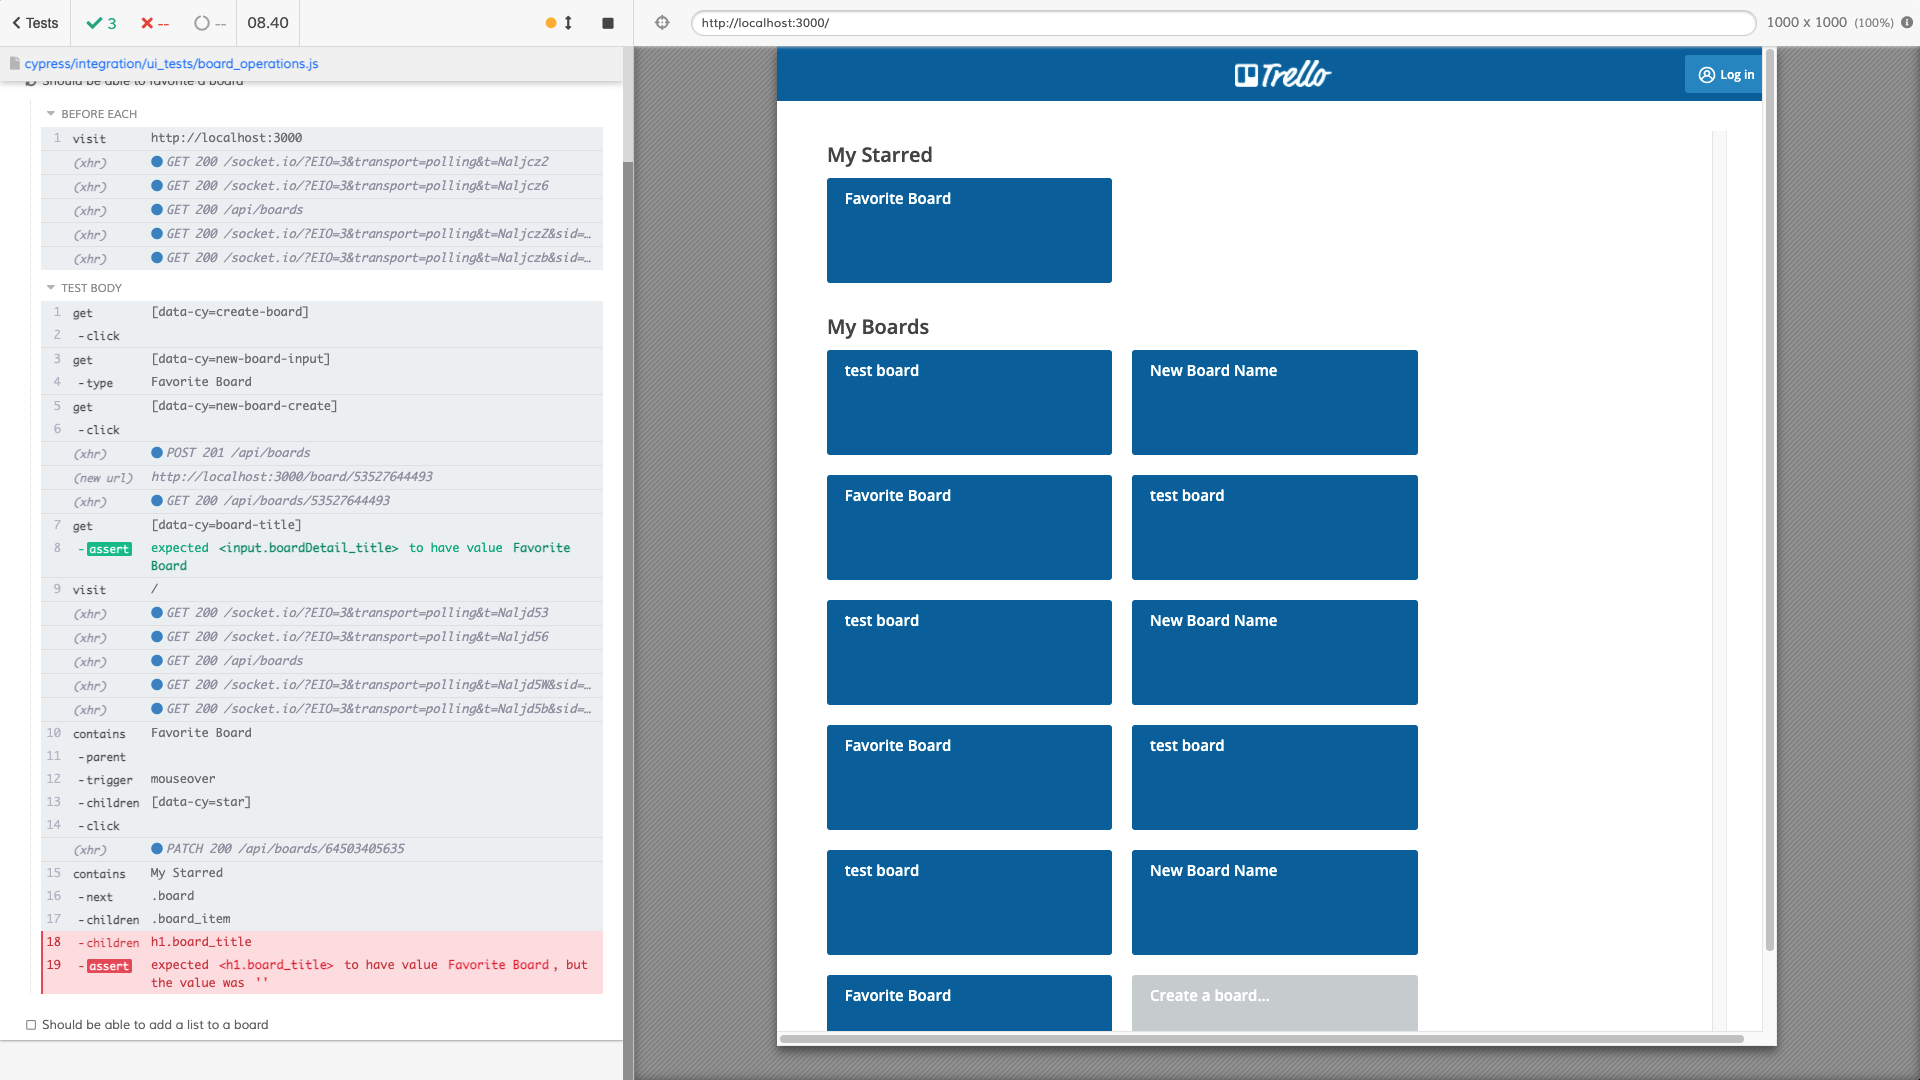 Tests
3
--
--
08.40
http://localhost:3000/
1000 x 1000 (100%)
cypress/integration/ui_tests/board_operations.js
Should be able to favorite a board
BEFORE EACH
1 visit http://localhost:3000
(xhr) GET 200 /socket.io/?EIO=3&transport=polling&t=Naljcz2
(xhr) GET 200 /socket.io/?EIO=3&transport=polling&t=Naljcz6
(xhr) GET 200 /api/boards
(xhr) GET 200 /socket.io/?EIO=3&transport=polling&t=NaljczZ&sid=…
(xhr) GET 200 /socket.io/?EIO=3&transport=polling&t=Naljczb&sid=…
TEST BODY
1 get [data-cy=create-board]
2 -click
3 get [data-cy=new-board-input]
4 -type Favorite Board
5 get [data-cy=new-board-create]
6 -click
(xhr) POST 201 /api/boards
(new url) http://localhost:3000/board/53527644493
(xhr) GET 200 /api/boards/53527644493
7 get [data-cy=board-title]
8 -assert expected <input.boardDetail_title> to have value Favorite
Board
9 visit /
(xhr) GET 200 /socket.io/?EIO=3&transport=polling&t=Naljd53
(xhr) GET 200 /socket.io/?EIO=3&transport=polling&t=Naljd56
(xhr) GET 200 /api/boards
(xhr) GET 200 /socket.io/?EIO=3&transport=polling&t=Naljd5W&sid=…
(xhr) GET 200 /socket.io/?EIO=3&transport=polling&t=Naljd5b&sid=…
10 contains Favorite Board
11 -parent
12 -trigger mouseover
13 -children [data-cy=star]
14 -click
(xhr) PATCH 200 /api/boards/64503405635
15 contains My Starred
16 -next .board
17 -children .board_item
18 -children h1.board_title
19 -assert expected <h1.board_title> to have value Favorite Board, but
the value was ''
Should be able to add a list to a board
Trello
Log in
My Starred
Favorite Board
My Boards
test board
New Board Name
Favorite Board
test board
test board
New Board Name
Favorite Board
test board
test board
New Board Name
Favorite Board
Create a board...